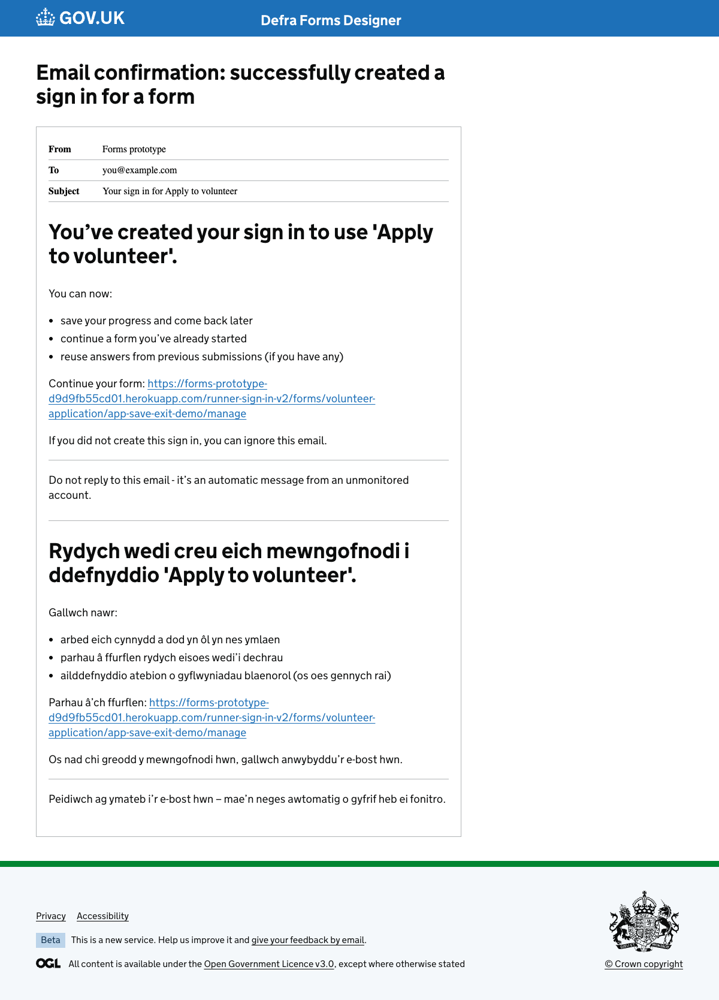 GOV.UK
Defra Forms Designer
Email confirmation: successfully created a
sign in for a form
From Forms prototype
To you@example.com
Subject Your sign in for Apply to volunteer
You’ve created your sign in to use 'Apply
to volunteer'.
You can now:
• save your progress and come back later
• continue a form you’ve already started
• reuse answers from previous submissions (if you have any)
Continue your form: https://forms-prototype-
d9d9fb55cd01.herokuapp.com/runner-sign-in-v2/forms/volunteer-
application/app-save-exit-demo/manage
If you did not create this sign in, you can ignore this email.
Do not reply to this email - it’s an automatic message from an unmonitored
account.
Rydych wedi creu eich mewngofnodi i
ddefnyddio 'Apply to volunteer'.
Gallwch nawr:
• arbed eich cynnydd a dod yn ôl yn nes ymlaen
• parhau â ffurflen rydych eisoes wedi’i dechrau
• ailddefnyddio atebion o gyflwyniadau blaenorol (os oes gennych rai)
Parhau â’ch ffurflen: https://forms-prototype-
d9d9fb55cd01.herokuapp.com/runner-sign-in-v2/forms/volunteer-
application/app-save-exit-demo/manage
Os nad chi greodd y mewngofnodi hwn, gallwch anwybyddu’r e-bost hwn.
Peidiwch ag ymateb i’r e-bost hwn – mae’n neges awtomatig o gyfrif heb ei fonitro.
Privacy Accessibility
Beta This is a new service. Help us improve it and give your feedback by email.
OGL All content is available under the Open Government Licence v3.0, except where otherwise stated
© Crown copyright